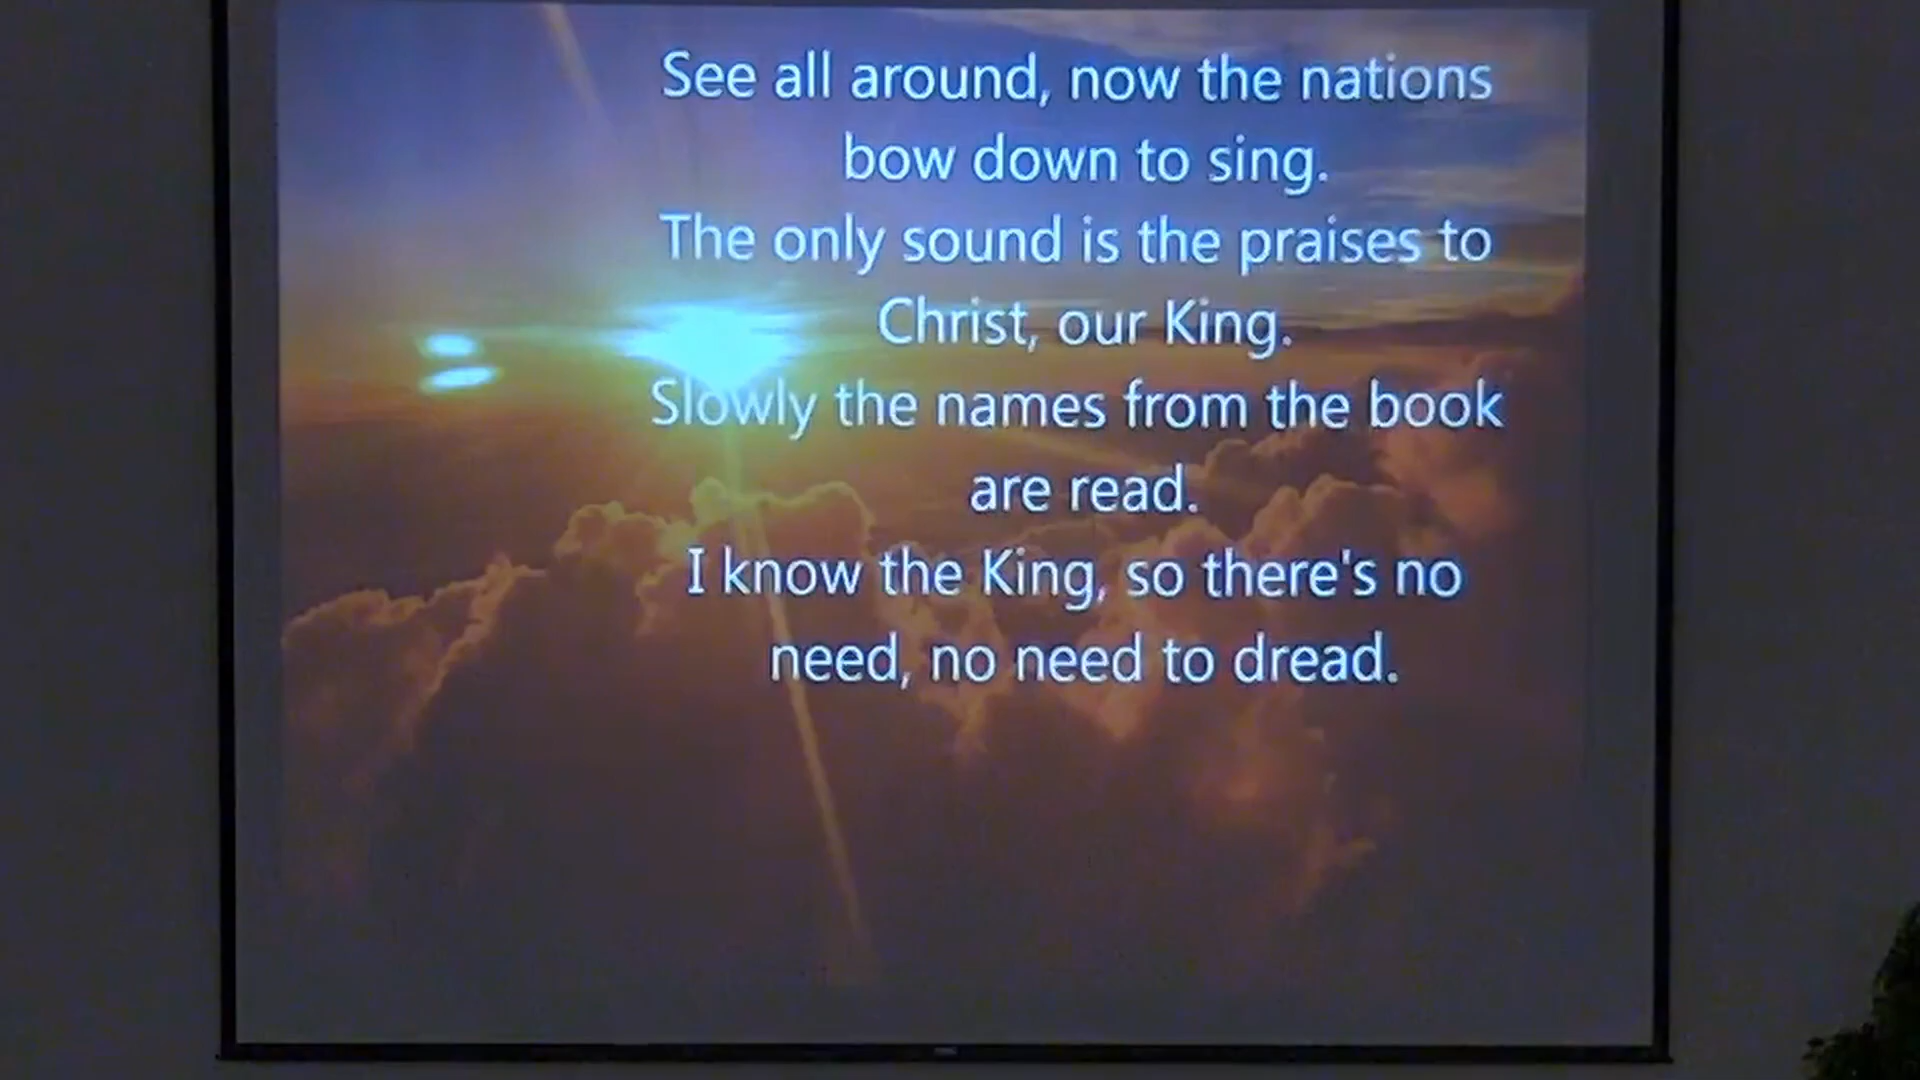 See all around, now the nations
bow down to sing.
The only sound is the praises to
Christ, our King.
Slowly the names from the book
are read.
I know the King, so there's no
need, no need to dread.